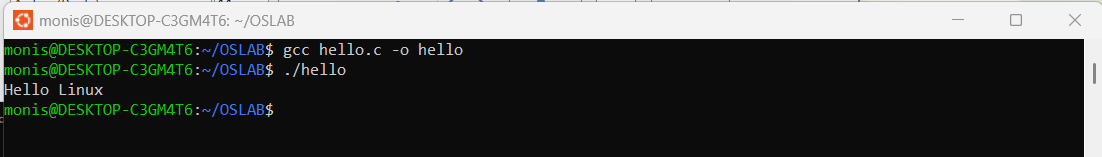 monis@DESKTOP-C3GM4T6: ~/OSLAB
monis@DESKTOP-C3GM4T6:~/OSLAB$ gcc hello.c -o hello
monis@DESKTOP-C3GM4T6:~/OSLAB$ ./hello
Hello Linux
monis@DESKTOP-C3GM4T6:~/OSLAB$